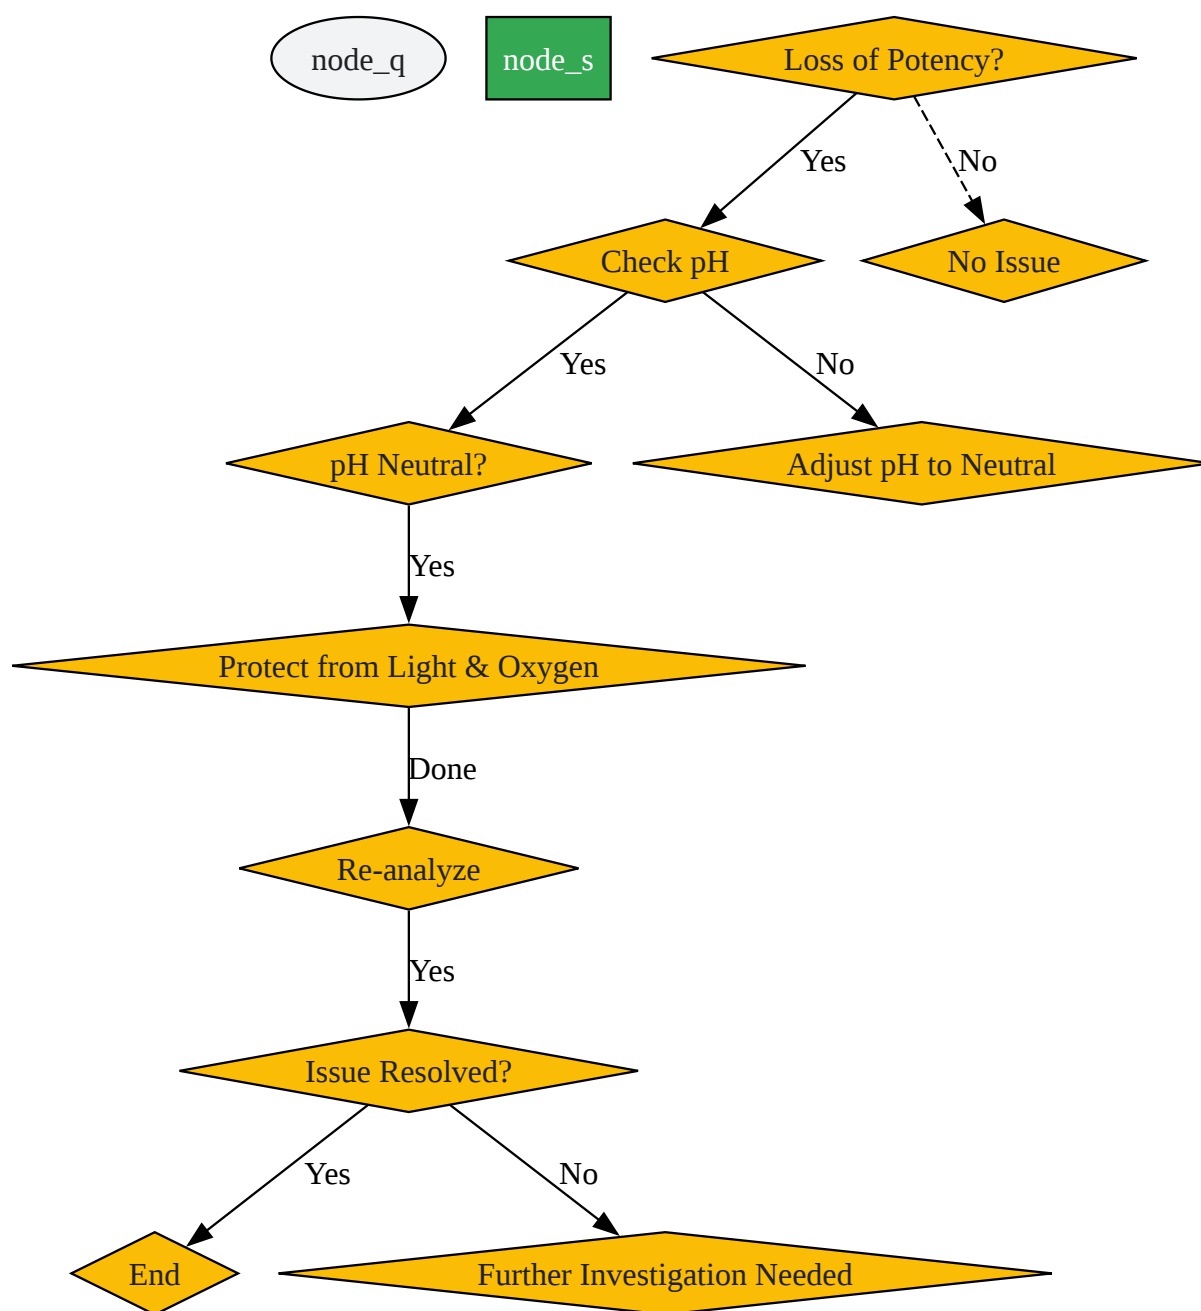 node_q
node_s
Loss of Potency?
Yes
No
Check pH
No Issue
Yes
No
pH Neutral?
Adjust pH to Neutral
Yes
Protect from Light & Oxygen
Done
Re-analyze
Yes
Issue Resolved?
Yes
No
End
Further Investigation Needed